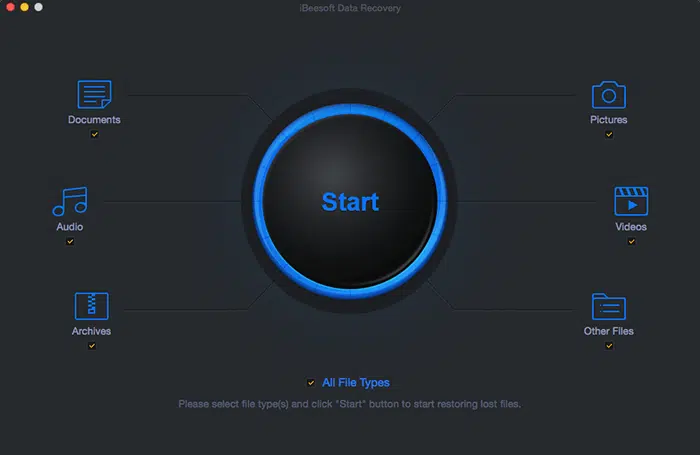 iBeesoft Data Recovery
Documents
Pictures
Start
Audio
Videos
Archives
Other Files
All File Types
Please select file type(s) and click "Start" button to start restoring lost files.